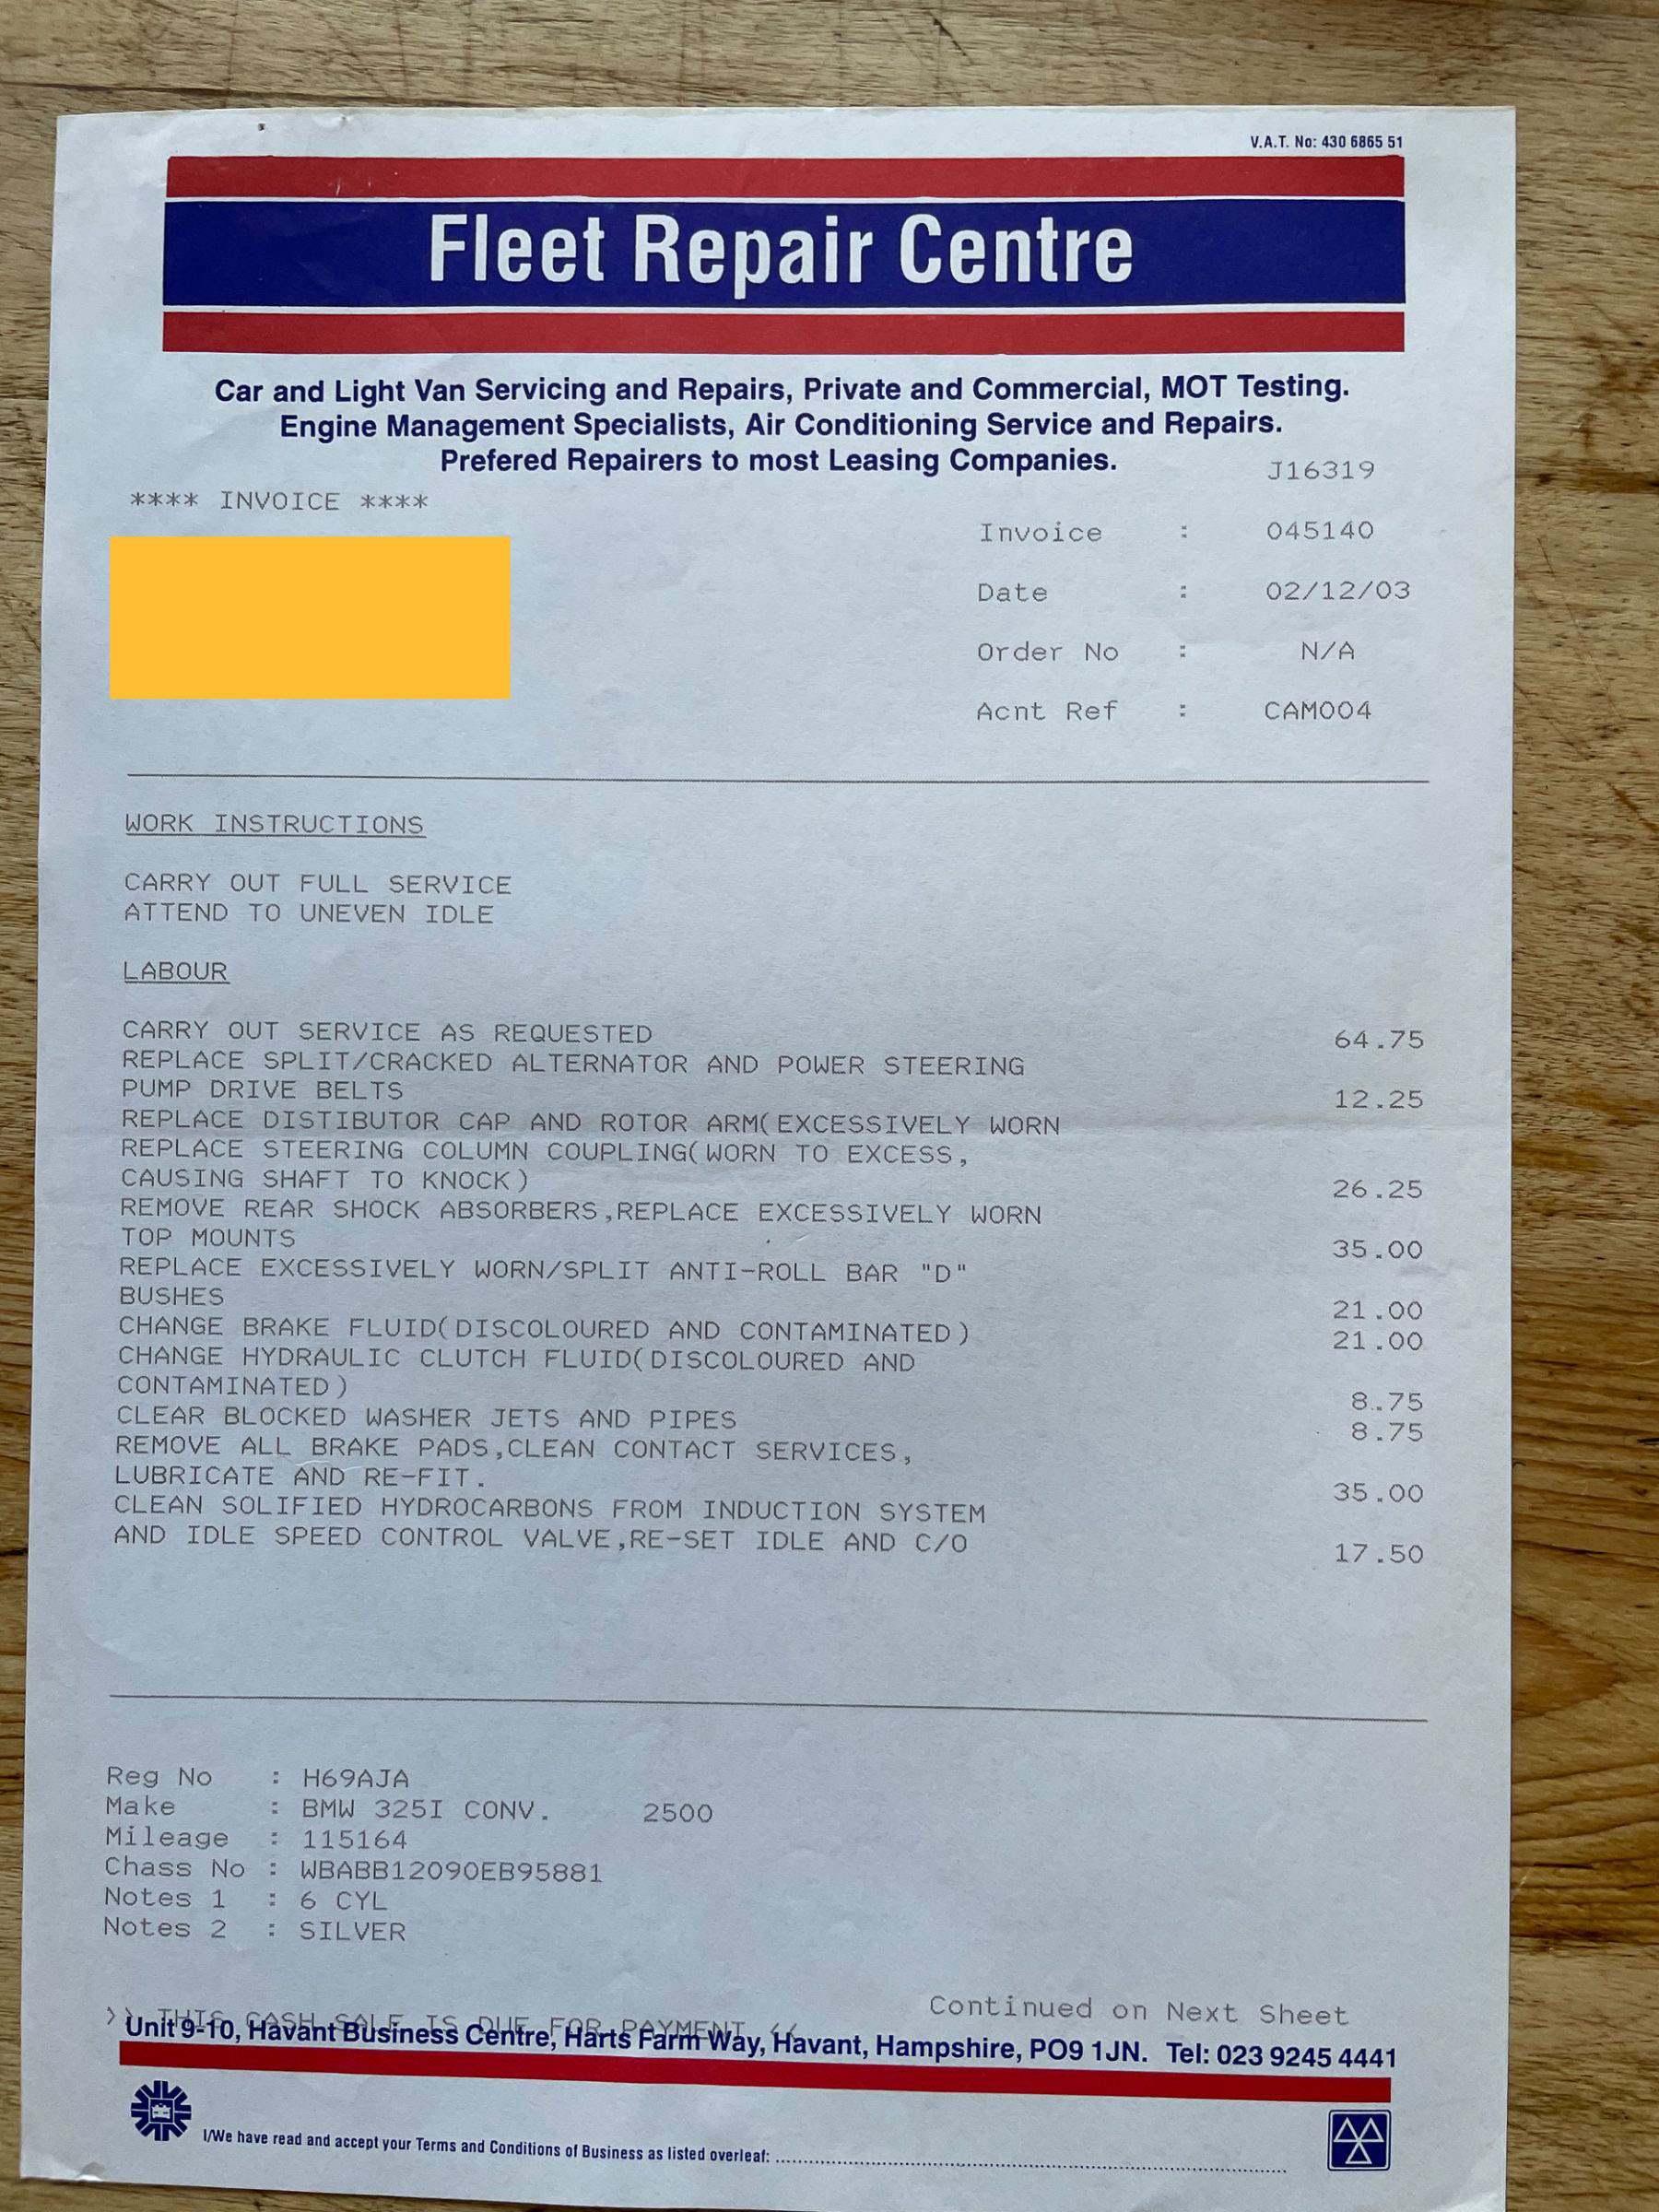 V.A.T. No: 430 6865 51
Fleet Repair Centre
Car and Light Van Servicing and Repairs, Private and Commercial, MOT Testing.
Engine Management Specialists, Air Conditioning Service and Repairs.
Prefered Repairers to most Leasing Companies.
J16319
**** INVOICE ****
Invoice : 045140
Date : 02/12/03
Order No : N/A
Acnt Ref : CAM004
WORK INSTRUCTIONS
CARRY OUT FULL SERVICE
ATTEND TO UNEVEN IDLE
LABOUR
CARRY OUT SERVICE AS REQUESTED 64.75
REPLACE SPLIT/CRACKED ALTERNATOR AND POWER STEERING
PUMP DRIVE BELTS 12.25
REPLACE DISTIBUTOR CAP AND ROTOR ARM(EXCESSIVELY WORN
REPLACE STEERING COLUMN COUPLING(WORN TO EXCESS,
CAUSING SHAFT TO KNOCK) 26.25
REMOVE REAR SHOCK ABSORBERS,REPLACE EXCESSIVELY WORN
TOP MOUNTS 35.00
REPLACE EXCESSIVELY WORN/SPLIT ANTI-ROLL BAR "D"
BUSHES 21.00
CHANGE BRAKE FLUID(DISCOLOURED AND CONTAMINATED) 21.00
CHANGE HYDRAULIC CLUTCH FLUID(DISCOLOURED AND
CONTAMINATED) 8.75
CLEAR BLOCKED WASHER JETS AND PIPES 8.75
REMOVE ALL BRAKE PADS,CLEAN CONTACT SERVICES,
LUBRICATE AND RE-FIT. 35.00
CLEAN SOLIFIED HYDROCARBONS FROM INDUCTION SYSTEM
AND IDLE SPEED CONTROL VALVE,RE-SET IDLE AND C/O 17.50
Reg No : H69AJA
Make : BMW 325I CONV. 2500
Mileage : 115164
Chass No : WBABB12090EB95881
Notes 1 : 6 CYL
Notes 2 : SILVER
Continued on Next Sheet
>> THIS CASH SALE IS DUE FOR PAYMENT <<
Unit 9-10, Havant Business Centre, Harts Farm Way, Havant, Hampshire, PO9 1JN. Tel: 023 9245 4441
I/We have read and accept your Terms and Conditions of Business as listed overleaf: